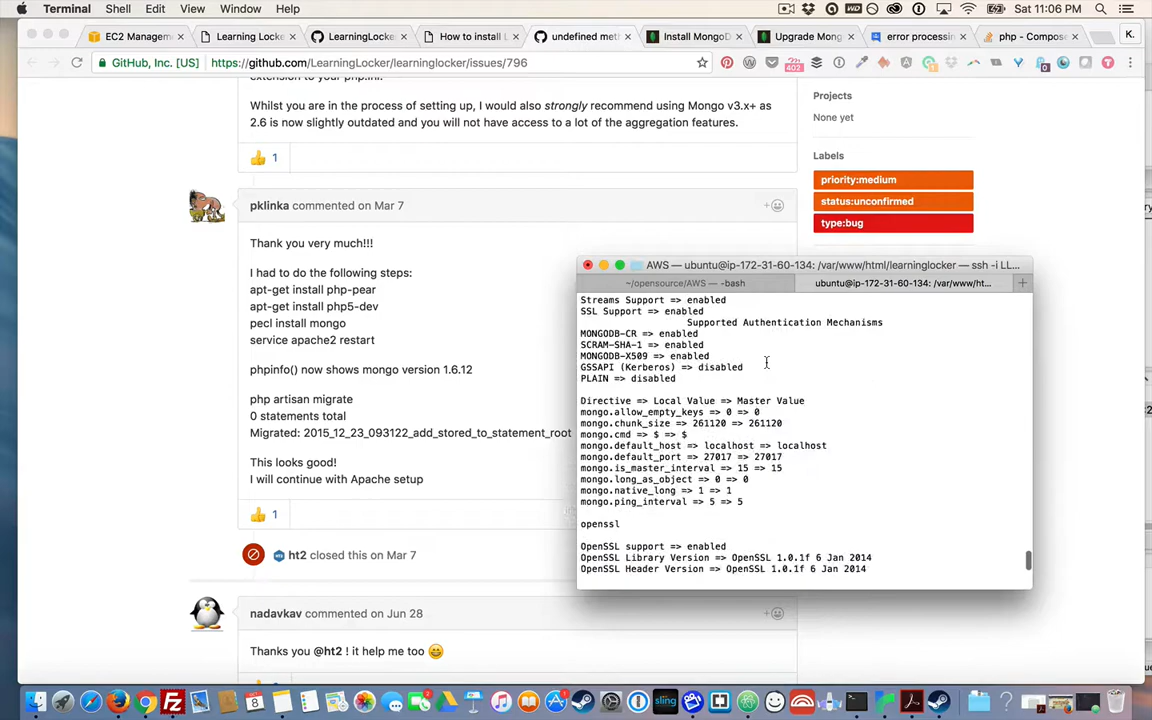 Terminal Shell Edit View Window Help
Sat 11:06 PM
EC2 Managem
Learning Locke
LearningLocker
How to install L
undefined meth
Install MongoD
Upgrade Mong
error processin
php - Compose
K.
GitHub, Inc. [US] https://github.com/LearningLocker/learninglocker/issues/796
402
extension to your php.ini.
Whilst you are in the process of setting up, I would also strongly recommend using Mongo v3.x+ as
2.6 is now slightly outdated and you will not have access to a lot of the aggregation features.
1
pklinka commented on Mar 7
Thank you very much!!!
I had to do the following steps:
apt-get install php-pear
apt-get install php5-dev
pecl install mongo
service apache2 restart
phpinfo() now shows mongo version 1.6.12
php artisan migrate
0 statements total
Migrated: 2015_12_23_093122_add_stored_to_statement_root
This looks good!
I will continue with Apache setup
1
ht2 closed this on Mar 7
nadavkav commented on Jun 28
Thanks you @ht2 ! it help me too
Projects
None yet
Labels
priority:medium
status:unconfirmed
type:bug
AWS — ubuntu@ip-172-31-60-134: /var/www/html/learninglocker — ssh -i LL...
~/opensource/AWS — -bash
ubuntu@ip-172-31-60-134: /var/www/ht...
Streams Support => enabled
SSL Support => enabled
Supported Authentication Mechanisms
MONGODB-CR => enabled
SCRAM-SHA-1 => enabled
MONGODB-X509 => enabled
GSSAPI (Kerberos) => disabled
PLAIN => disabled
Directive => Local Value => Master Value
mongo.allow_empty_keys => 0 => 0
mongo.chunk_size => 261120 => 261120
mongo.cmd => $ => $
mongo.default_host => localhost => localhost
mongo.default_port => 27017 => 27017
mongo.is_master_interval => 15 => 15
mongo.long_as_object => 0 => 0
mongo.native_long => 1 => 1
mongo.ping_interval => 5 => 5
openssl
OpenSSL support => enabled
OpenSSL Library Version => OpenSSL 1.0.1f 6 Jan 2014
OpenSSL Header Version => OpenSSL 1.0.1f 6 Jan 2014